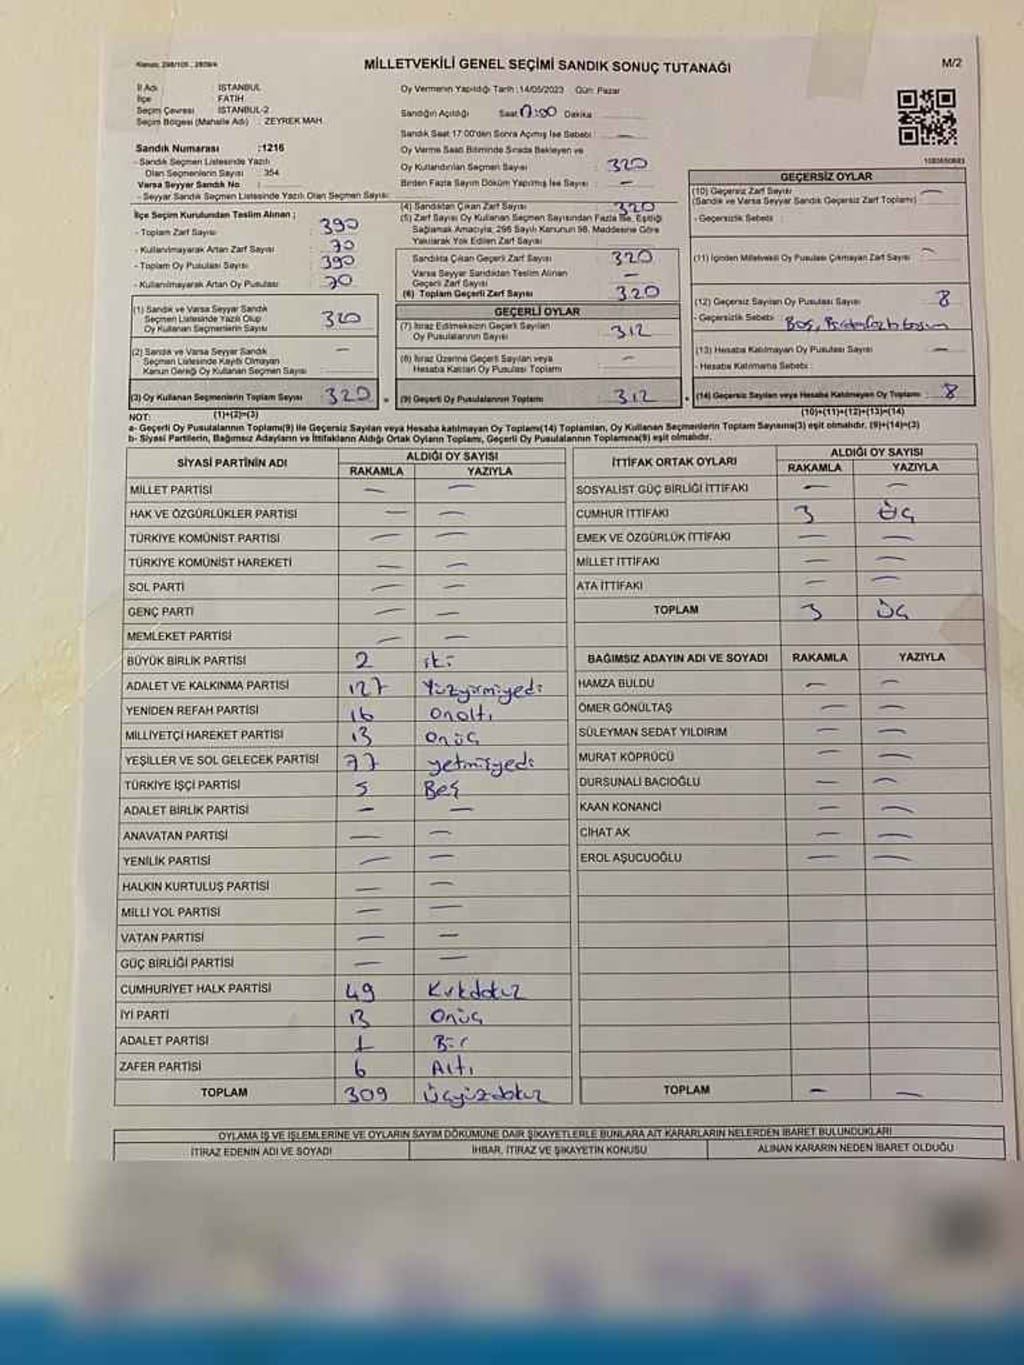 Kanun: 298/105, 2839/4
MİLLETVEKİLİ GENEL SEÇİMİ SANDIK SONUÇ TUTANAĞI
M/2
İl Adı : İSTANBUL
İlçe : FATİH
Seçim Çevresi : İSTANBUL-2
Seçim Bölgesi (Mahalle Adı) : ZEYREK MAH.
Sandık Numarası :1216
- Sandık Seçmen Listesinde Yazılı
Olan Seçmenlerin Sayısı : 354
Varsa Seyyar Sandık No :
- Seyyar Sandık Seçmen Listesinde Yazılı Olan Seçmen Sayısı:
İlçe Seçim Kurulundan Teslim Alınan ;
- Toplam Zarf Sayısı : 390
- Kullanılmayarak Artan Zarf Sayısı : 70
- Toplam Oy Pusulası Sayısı : 390
- Kullanılmayarak Artan Oy Pusulası : 70
(1) Sandık ve Varsa Seyyar Sandık
Seçmen Listesinde Yazılı Olup
Oy Kullanan Seçmenlerin Sayısı : 320
(2) Sandık ve Varsa Seyyar Sandık
Seçmen Listesinde Kayıtlı Olmayan
Kanun Gereği Oy Kullanan Seçmen Sayısı : —
(3) Oy Kullanan Seçmenlerin Toplam Sayısı : 320
(1)+(2)=(3)
Oy Vermenin Yapıldığı Tarih :14/05/2023 Gün: Pazar
Sandığın Açıldığı Saat 17:00 Dakika
Sandık Saat 17:00'den Sonra Açılmış İse Sebebi : —
Oy Verme Saati Bitiminde Sırada Bekleyen ve
Oy Kullandırılan Seçmen Sayısı : 320
Birden Fazla Sayım Döküm Yapılmış İse Sayısı : —
(4) Sandıktan Çıkan Zarf Sayısı : 320
(5) Zarf Sayısı Oy Kullanan Seçmen Sayısından Fazla İse, Eşitliği
Sağlamak Amacıyla; 298 Sayılı Kanunun 98. Maddesine Göre
Yakılarak Yok Edilen Zarf Sayısı :
Sandıkta Çıkan Geçerli Zarf Sayısı : 320
Varsa Seyyar Sandıktan Teslim Alınan
Geçerli Zarf Sayısı : —
(6) Toplam Geçerli Zarf Sayısı : 320
GEÇERLİ OYLAR
(7) İtiraz Edilmeksizin Geçerli Sayılan
Oy Pusulalarının Sayısı : 312
(8) İtiraz Üzerine Geçerli Sayılan veya
Hesaba Katılan Oy Pusulası Toplamı : —
(9) Geçerli Oy Pusulalarının Toplamı : 312
GEÇERSİZ OYLAR
(10) Geçersiz Zarf Sayısı : —
(Sandık ve Varsa Seyyar Sandık Geçersiz Zarf Toplamı)
- Geçersizlik Sebebi :
(11) İçinden Milletvekili Oy Pusulası Çıkmayan Zarf Sayısı : —
(12) Geçersiz Sayılan Oy Pusulası Sayısı : 8
- Geçersizlik Sebebi : Boş,
(13) Hesaba Katılmayan Oy Pusulası Sayısı : —
- Hesaba Katılmama Sebebi :
(14) Geçersiz Sayılan veya Hesaba Katılmayan Oy Toplamı : 8
(10)+(11)+(12)+(13)=(14)
NOT:
a- Geçerli Oy Pusulalarının Toplamı(9) ile Geçersiz Sayılan veya Hesaba katılmayan Oy Toplamı(14) Toplamları, Oy Kullanan Seçmenlerin Toplam Sayısına(3) eşit olmalıdır. (9)+(14)=(3)
b- Siyasi Partilerin, Bağımsız Adayların ve İttifakların Aldığı Ortak Oyların Toplamı, Geçerli Oy Pusulalarının Toplamına(9) eşit olmalıdır.
SİYASİ PARTİNİN ADI ALDIĞI OY SAYISI
RAKAMLA YAZIYLA
MİLLET PARTİSİ — —
HAK VE ÖZGÜRLÜKLER PARTİSİ — —
TÜRKİYE KOMÜNİST PARTİSİ — —
TÜRKİYE KOMÜNİST HAREKETİ — —
SOL PARTİ — —
GENÇ PARTİ — —
MEMLEKET PARTİSİ — —
BÜYÜK BİRLİK PARTİSİ 2 iki
ADALET VE KALKINMA PARTİSİ 127 Yüzyirmiyedi
YENİDEN REFAH PARTİSİ 16 Onaltı
MİLLİYETÇİ HAREKET PARTİSİ 13 Onüç
YEŞİLLER VE SOL GELECEK PARTİSİ 77 yetmişyedi
TÜRKİYE İŞÇİ PARTİSİ 5 Beş
ADALET BİRLİK PARTİSİ — —
ANAVATAN PARTİSİ — —
YENİLİK PARTİSİ — —
HALKIN KURTULUŞ PARTİSİ — —
MİLLİ YOL PARTİSİ — —
VATAN PARTİSİ — —
GÜÇ BİRLİĞİ PARTİSİ — —
CUMHURİYET HALK PARTİSİ 49 Kırkdokuz
İYİ PARTİ 13 Onüç
ADALET PARTİSİ 1 Bir
ZAFER PARTİSİ 6 Altı
TOPLAM 309 Üçyüzdokuz
İTTİFAK ORTAK OYLARI ALDIĞI OY SAYISI
RAKAMLA YAZIYLA
SOSYALİST GÜÇ BİRLİĞİ İTTİFAKI — —
CUMHUR İTTİFAKI 3 Üç
EMEK VE ÖZGÜRLÜK İTTİFAKI — —
MİLLET İTTİFAKI — —
ATA İTTİFAKI — —
TOPLAM 3 Üç
BAĞIMSIZ ADAYIN ADI VE SOYADI RAKAMLA YAZIYLA
HAMZA BULDU — —
ÖMER GÖNÜLTAŞ — —
SÜLEYMAN SEDAT YILDIRIM — —
MURAT KÖPRÜCÜ — —
DURSUNALİ BACIOĞLU — —
KAAN KONANCİ — —
CİHAT AK — —
EROL AŞUCUOĞLU — —
TOPLAM — —
OYLAMA İŞ VE İŞLEMLERİNE VE OYLARIN SAYIM DÖKÜMÜNE DAİR ŞİKAYETLERLE BUNLARA AİT KARARLARIN NELERDEN İBARET BULUNDUKLARI
İTİRAZ EDENİN ADI VE SOYADI İHBAR, İTİRAZ VE ŞİKAYETİN KONUSU ALINAN KARARIN NEDEN İBARET OLDUĞU